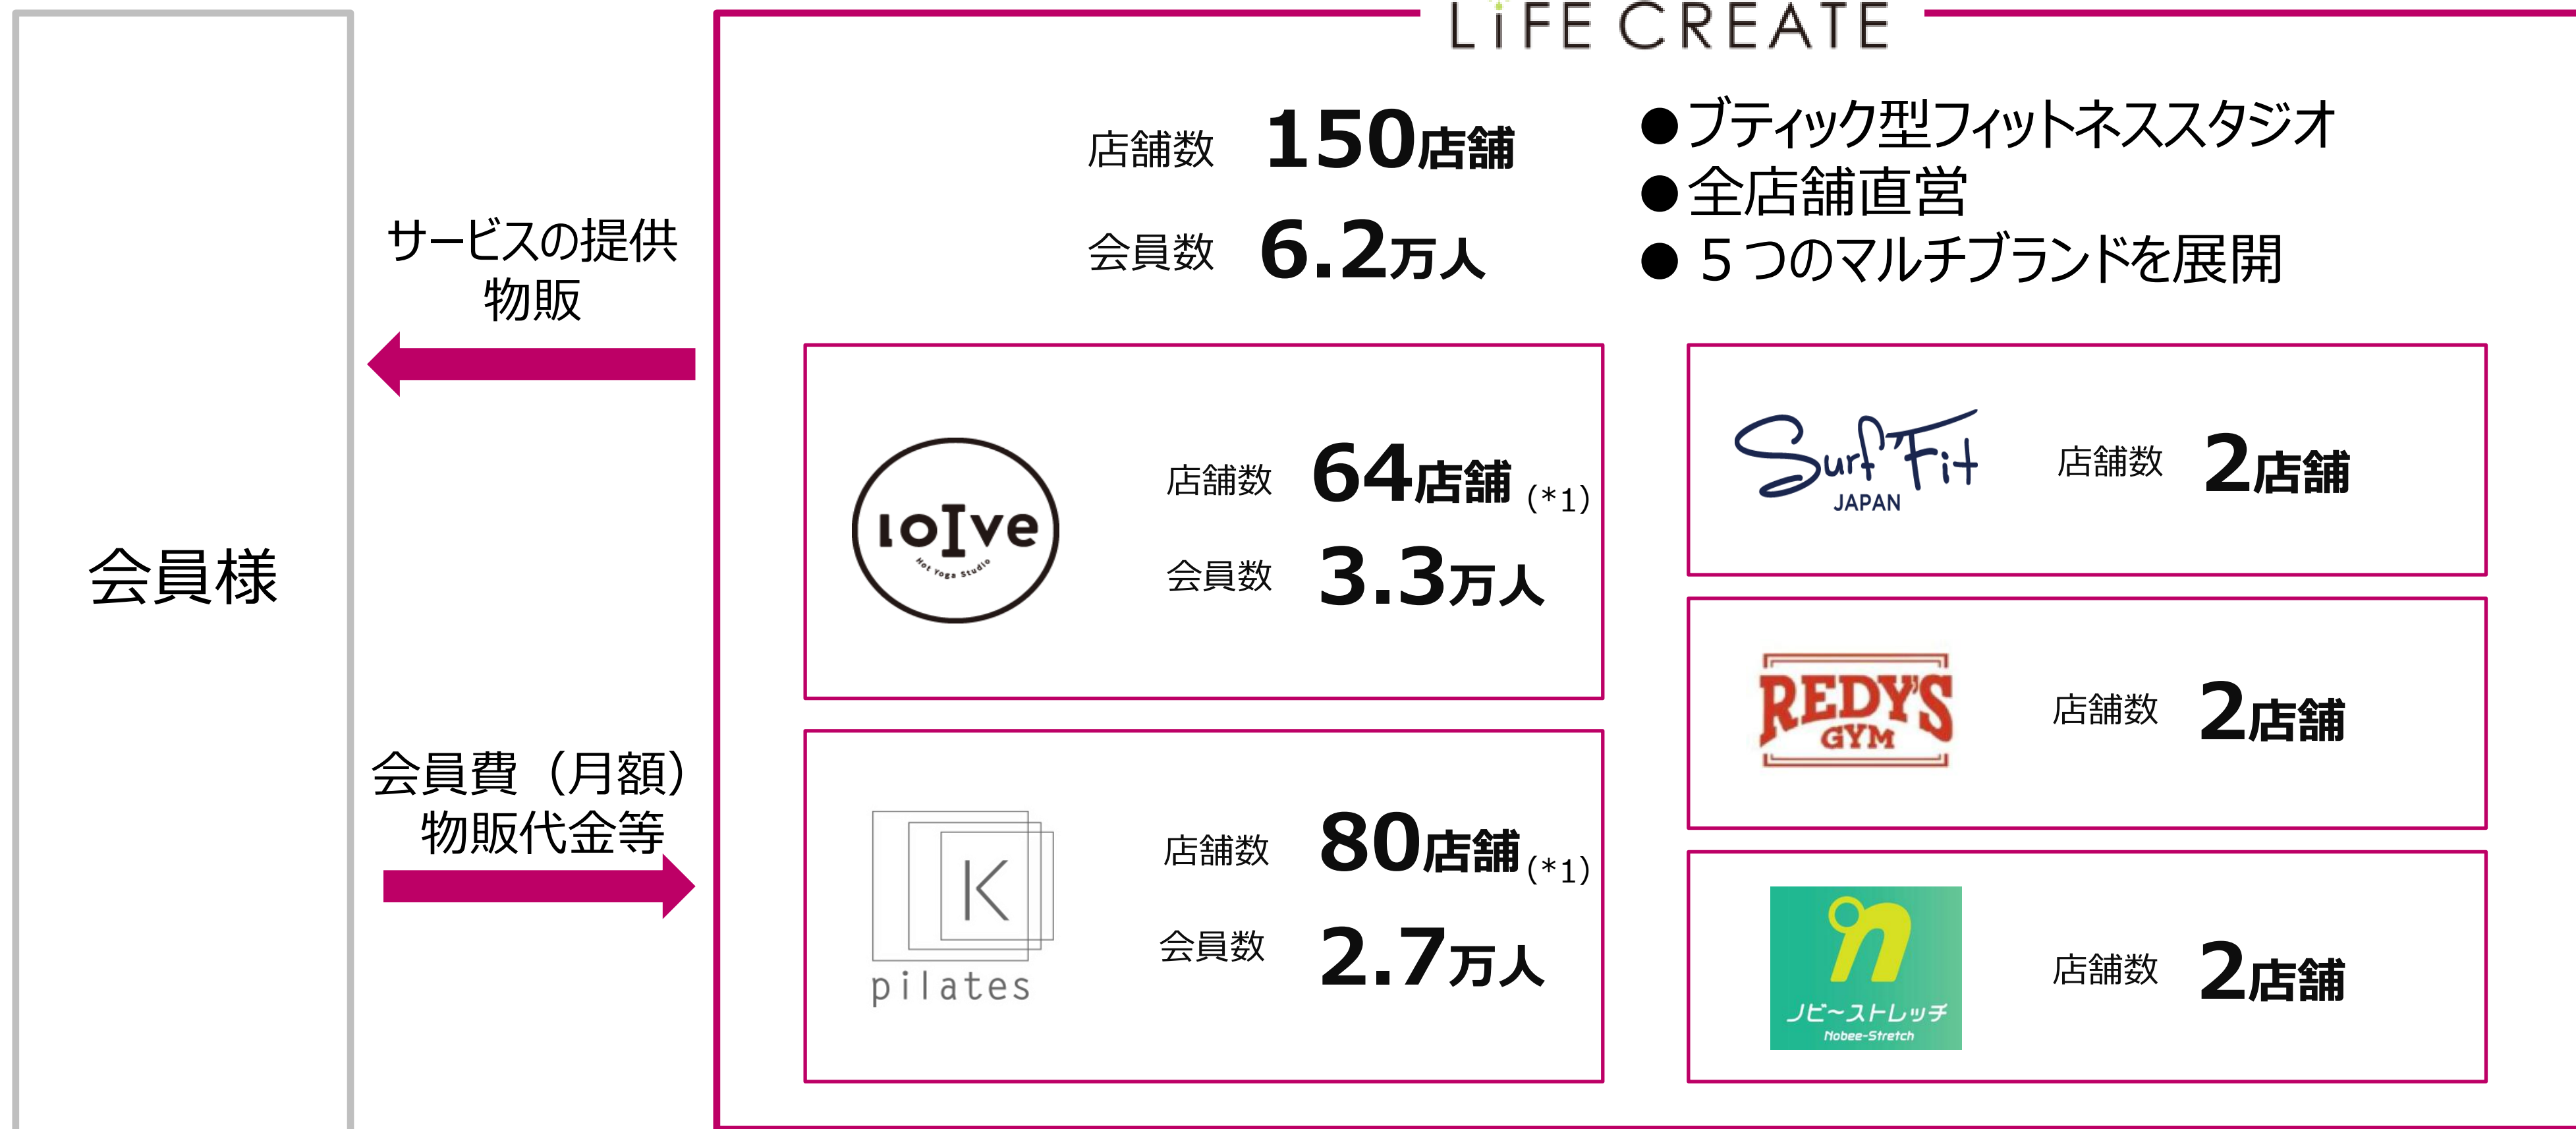 LiFE CREATE
店舗数 150店舗
会員数 6.2万人
●ブティック型フィットネススタジオ
●全店舗直営
●５つのマルチブランドを展開
会員様
サービスの提供
物販
会員費（月額）
物販代金等
loIve
Hot Yoga Studio
店舗数 64店舗 (*1)
会員数 3.3万人
K
pilates
店舗数 80店舗 (*1)
会員数 2.7万人
Surf Fit
JAPAN
店舗数 2店舗
REDY'S
GYM
店舗数 2店舗
n
ノビ～ストレッチ
Nobee-Stretch
店舗数 2店舗